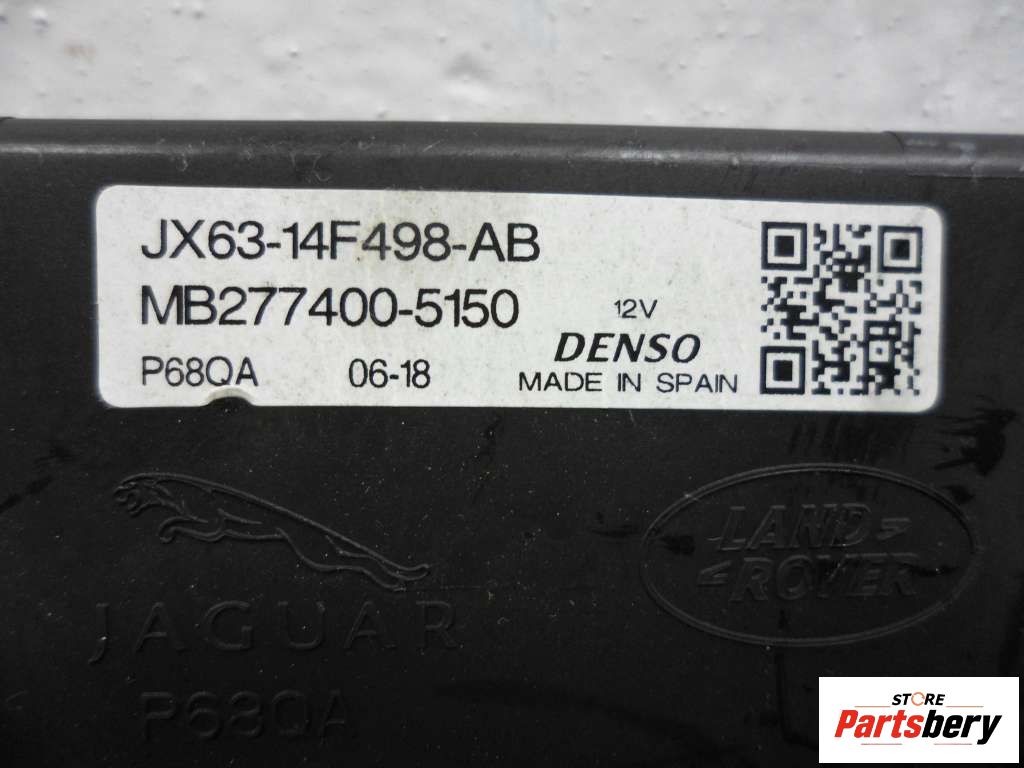 JX63-14F498-AB
MB277400-5150
12V
DENSO
P68QA 06-18 MADE IN SPAIN
JAGUAR
LAND
ROVER
P68QA
STORE
Partsbery